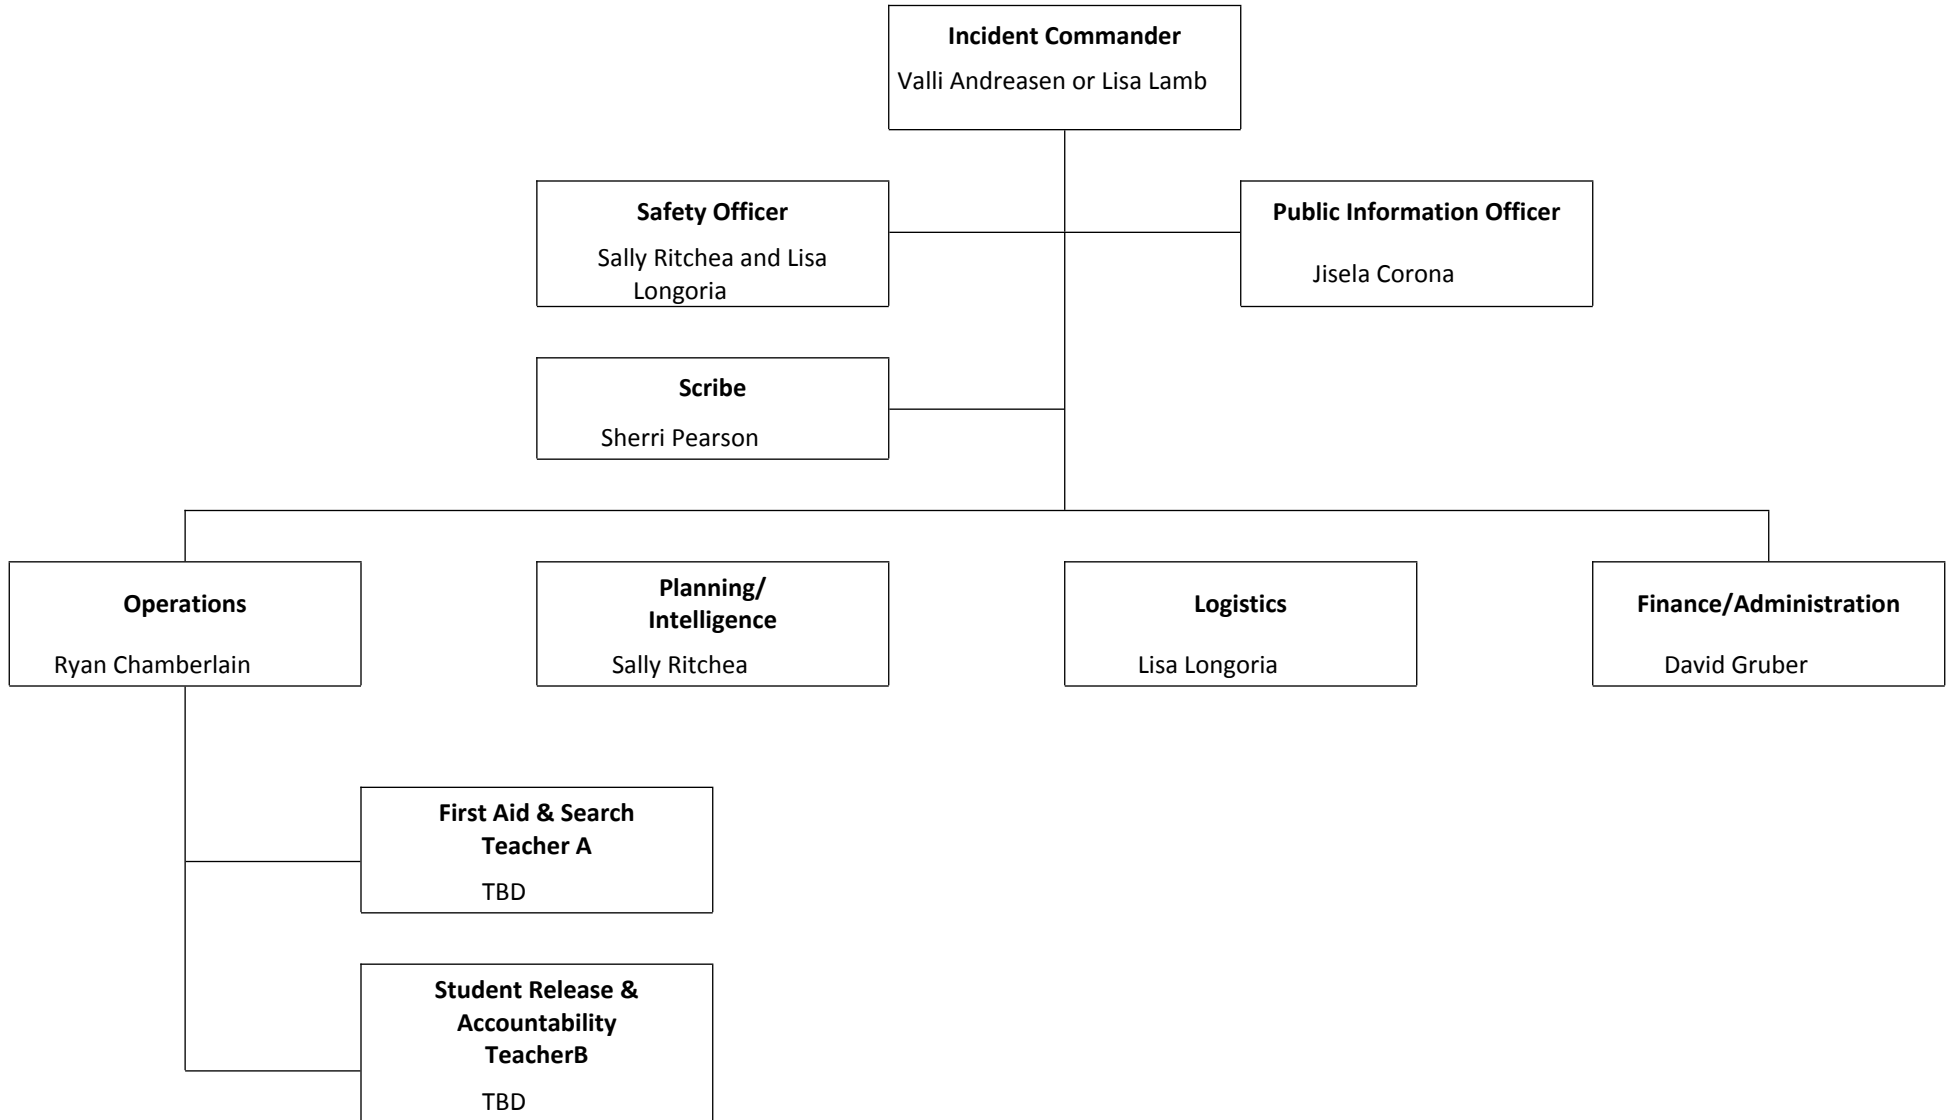 Incident Commander
Valli Andreasen or Lisa Lamb
Safety Officer
Sally Ritchea and Lisa
Longoria
Public Information Officer
Jisela Corona
Scribe
Sherri Pearson
Operations
Ryan Chamberlain
Planning/
Intelligence
Sally Ritchea
Logistics
Lisa Longoria
Finance/Administration
David Gruber
First Aid & Search
Teacher A
TBD
Student Release &
Accountability
TeacherB
TBD